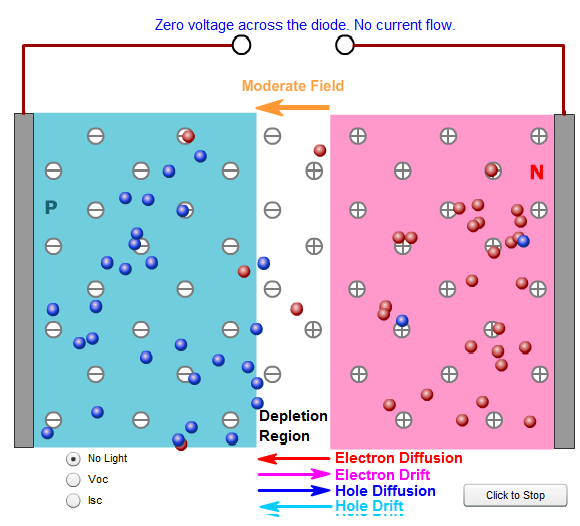 Zero voltage across the diode. No current flow.
Moderate Field
P
N
Depletion
Region
No Light
Voc
Isc
Electron Diffusion
Electron Drift
Hole Diffusion
Hole Drift
Click to Stop